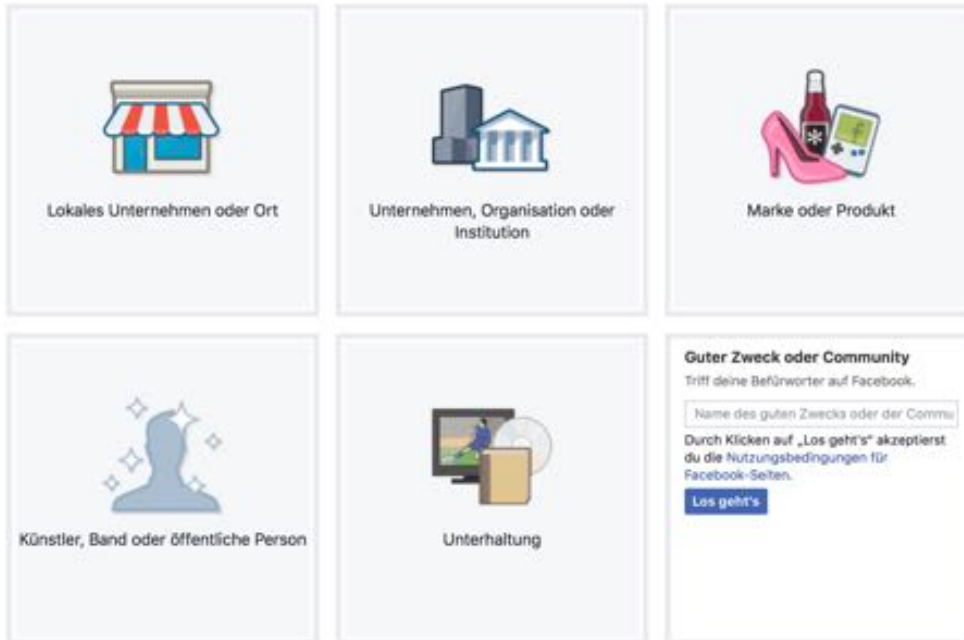 Lokales Unternehmen oder Ort
Unternehmen, Organisation oder
Institution
Marke oder Produkt
Künstler, Band oder öffentliche Person
Unterhaltung
Guter Zweck oder Community
Triff deine Befürworter auf Facebook.
Name des guten Zwecks oder der Commu
Durch Klicken auf „Los geht's“ akzeptierst
du die Nutzungsbedingungen für
Facebook-Seiten.
Los geht's